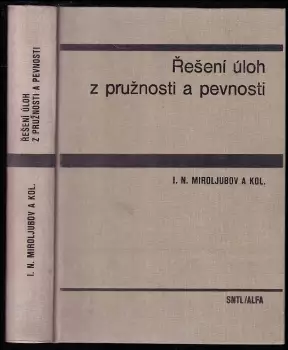 ŘEŠENÍ ÚLOH
Z PRUŽNOSTI A PEVNOSTI
I. N. MIROLJUBOV A KOL.
Řešení úloh
z pružnosti a pevnosti
I. N. MIROLJUBOV A KOL.
SNTL/ALFA